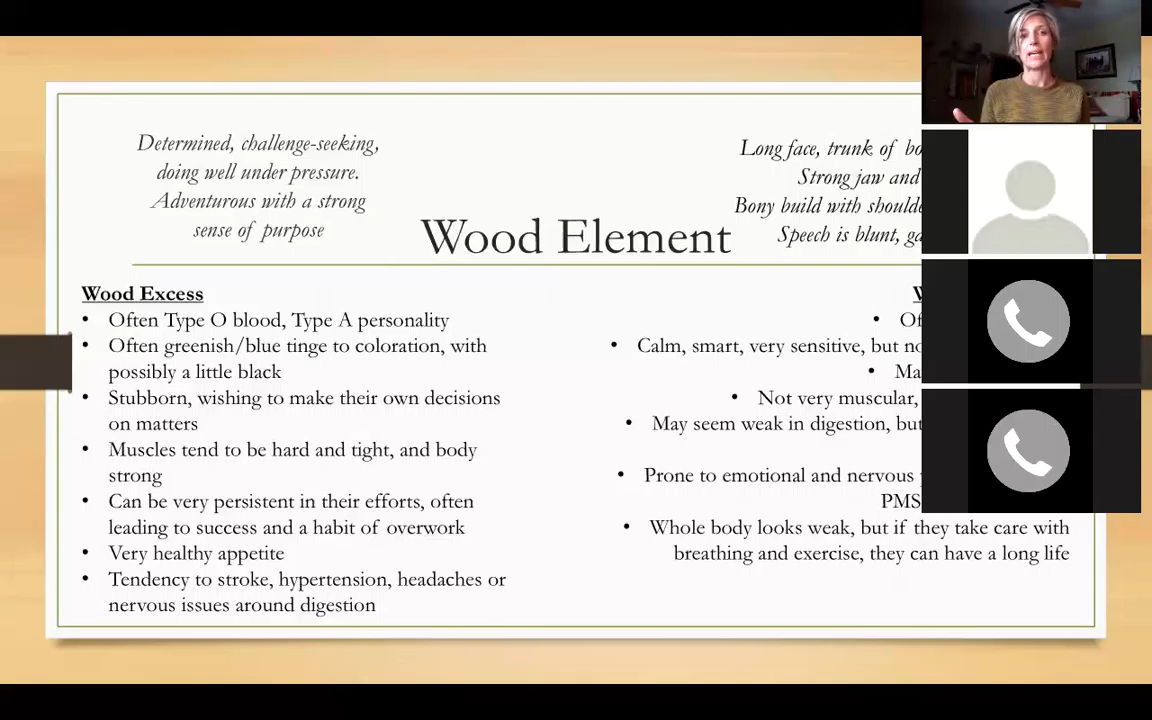 Determined, challenge-seeking,
doing well under pressure.
Adventurous with a strong
sense of purpose
Long face, trunk of
Strong jaw and
Bony build with
Speech is blunt,
Wood Element
Wood Excess
• Often Type O blood, Type A personality
• Often greenish/blue tinge to coloration, with
possibly a little black
• Stubborn, wishing to make their own decisions
on matters
• Muscles tend to be hard and tight, and body
strong
• Can be very persistent in their efforts, often
leading to success and a habit of overwork
• Very healthy appetite
• Tendency to stroke, hypertension, headaches or
nervous issues around digestion
• Calm, smart, very sensitive, but
• Not very muscular,
• May seem weak in digestion, but
• Prone to emotional and nervous
PMS
• Whole body looks weak, but if they take care with
breathing and exercise, they can have a long life